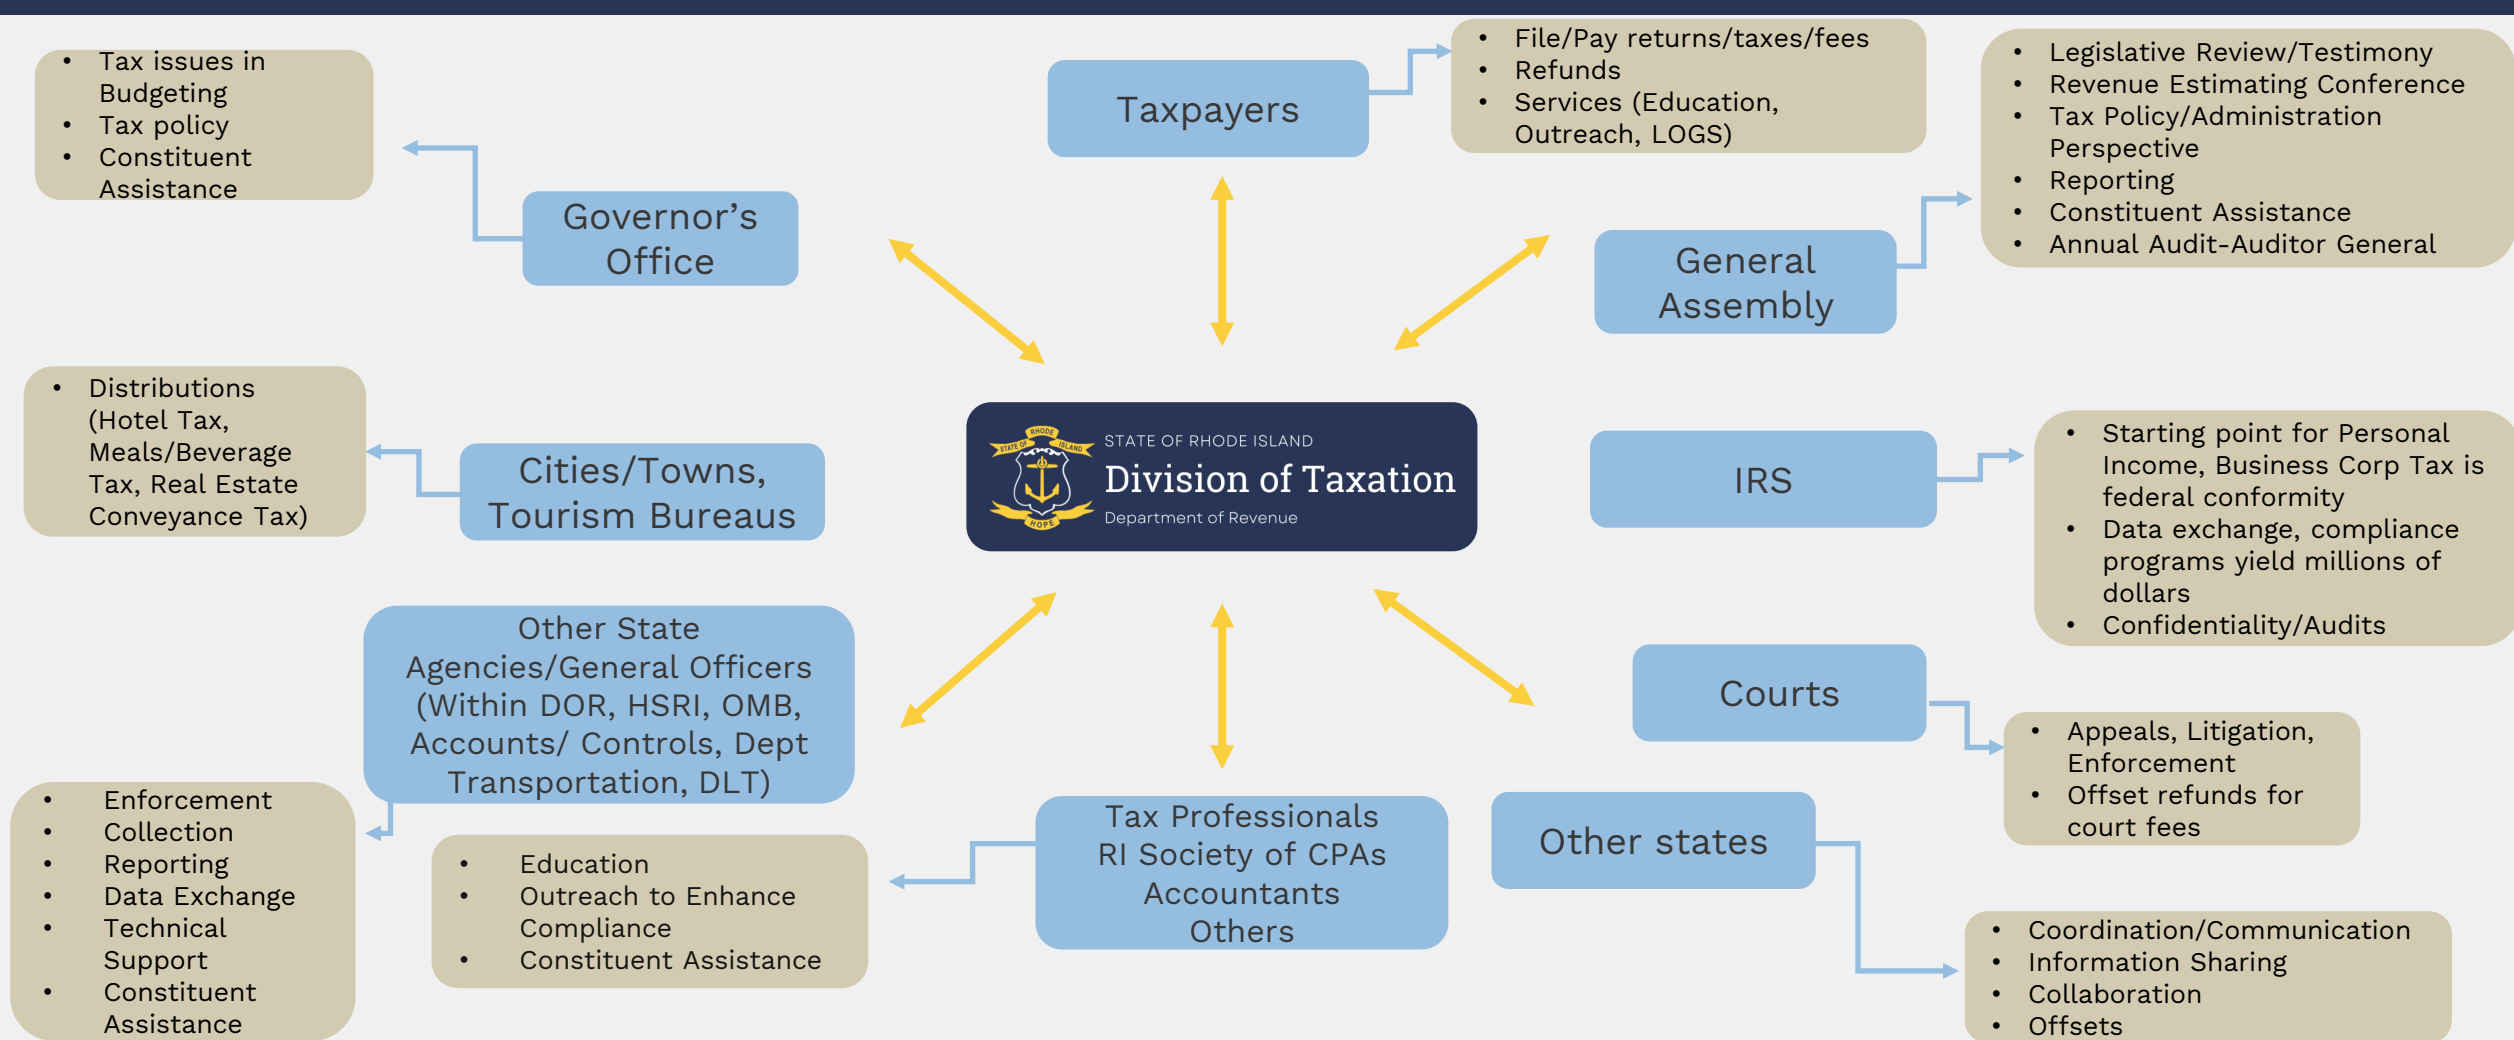 • Tax issues in
Budgeting
• Tax policy
• Constituent
Assistance
Governor’s
Office
Taxpayers
• File/Pay returns/taxes/fees
• Refunds
• Services (Education,
Outreach, LOGS)
General
Assembly
• Legislative Review/Testimony
• Revenue Estimating Conference
• Tax Policy/Administration
Perspective
• Reporting
• Constituent Assistance
• Annual Audit-Auditor General
• Distributions
(Hotel Tax,
Meals/Beverage
Tax, Real Estate
Conveyance Tax)
Cities/Towns,
Tourism Bureaus
STATE OF RHODE ISLAND
HOPE
STATE OF RHODE ISLAND
Division of Taxation
Department of Revenue
IRS
• Starting point for Personal
Income, Business Corp Tax is
federal conformity
• Data exchange, compliance
programs yield millions of
dollars
• Confidentiality/Audits
Other State
Agencies/General Officers
(Within DOR, HSRI, OMB,
Accounts/ Controls, Dept
Transportation, DLT)
• Enforcement
• Collection
• Reporting
• Data Exchange
• Technical
Support
• Constituent
Assistance
• Education
• Outreach to Enhance
Compliance
• Constituent Assistance
Tax Professionals
RI Society of CPAs
Accountants
Others
Courts
• Appeals, Litigation,
Enforcement
• Offset refunds for
court fees
Other states
• Coordination/Communication
• Information Sharing
• Collaboration
• Offsets